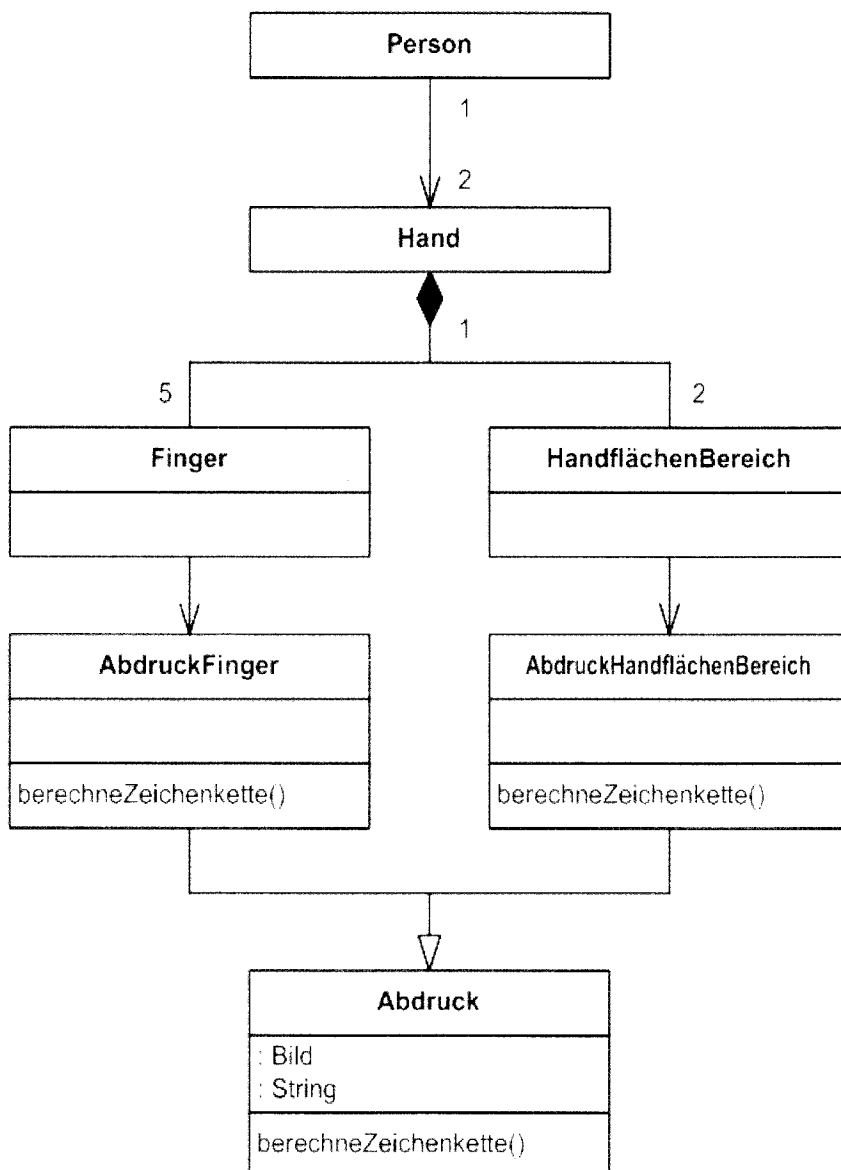 Person
1
2
Hand
1
5
2
Finger
HandflächenBereich
AbdruckFinger
AbdruckHandflächenBereich
berechneZeichenkette()
berechneZeichenkette()
Abdruck
: Bild
: String
berechneZeichenkette()